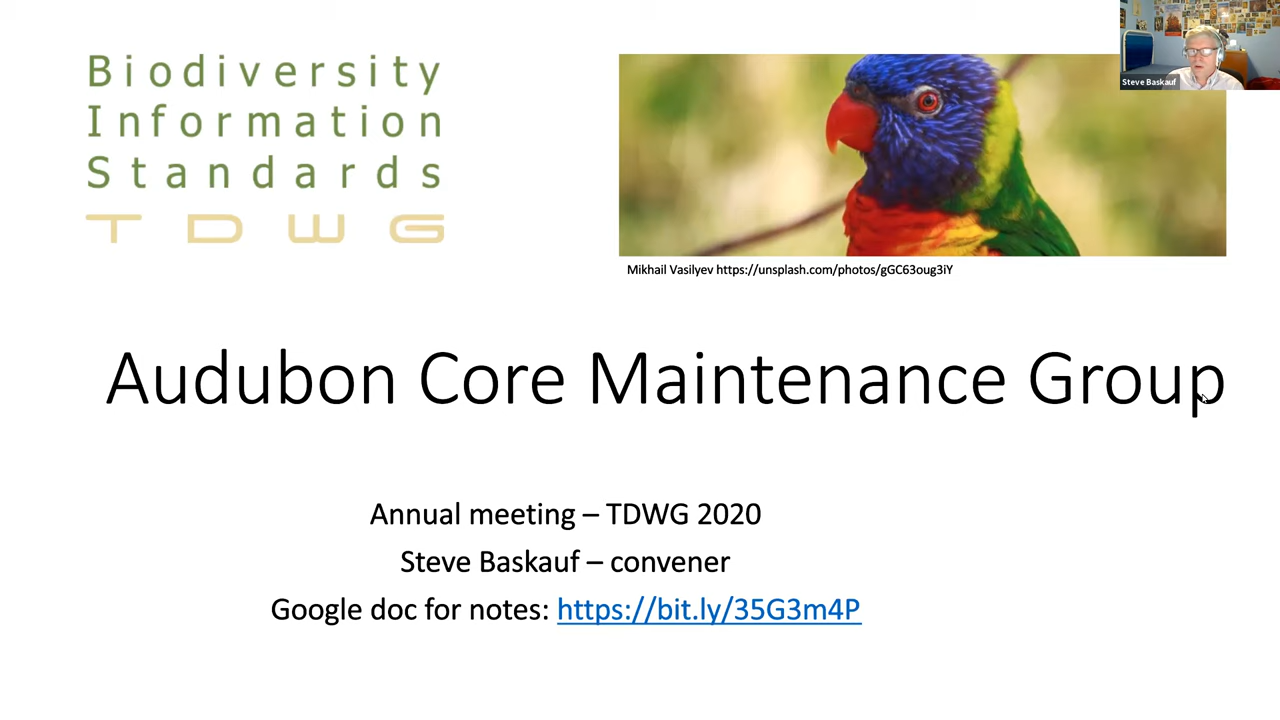 Biodiversity
Information
Standards
TDWG
Steve Baskauf
Mikhail Vasilyev https://unsplash.com/photos/gGC63oug3iY
Audubon Core Maintenance Group
Annual meeting – TDWG 2020
Steve Baskauf – convener
Google doc for notes: https://bit.ly/35G3m4P